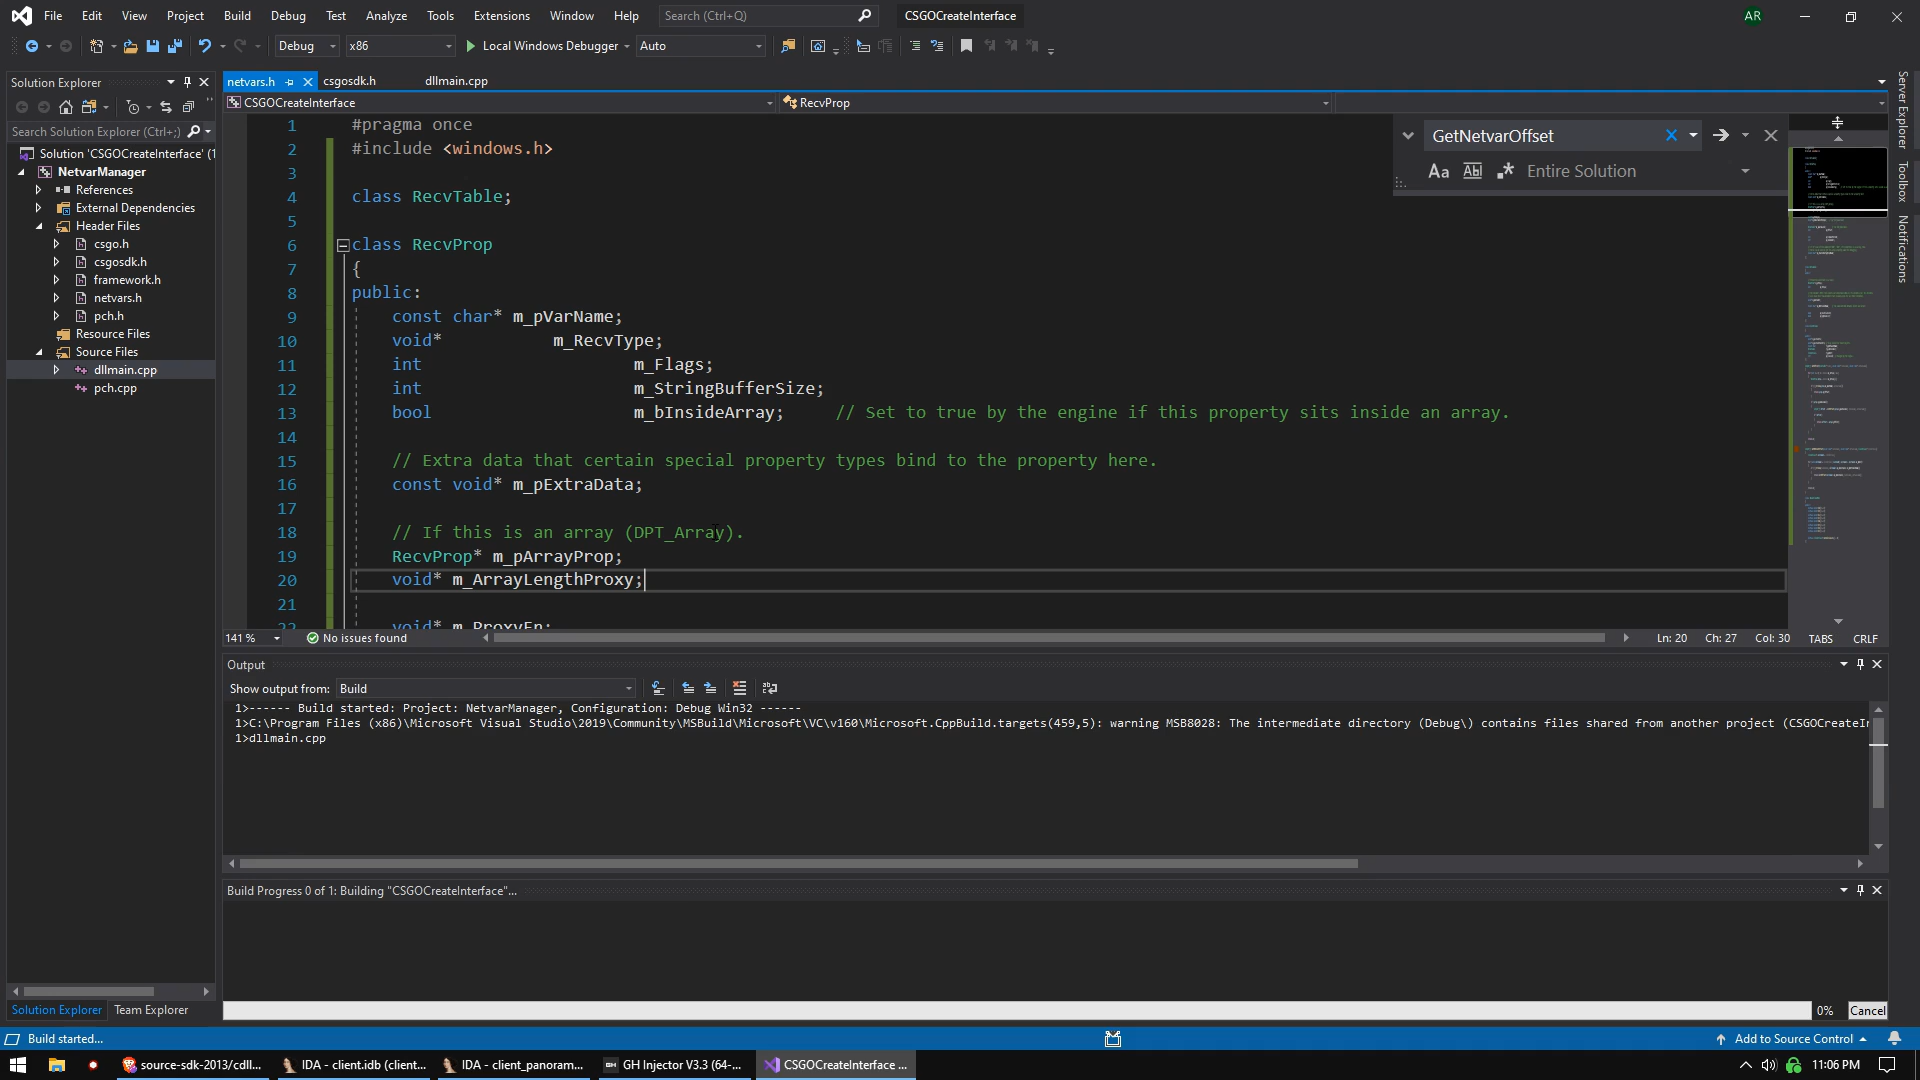 File Edit View Project Build Debug Test Analyze Tools Extensions Window Help Search (Ctrl+Q) CSGOCreateInterface AR
Debug x86 Local Windows Debugger Auto
Solution Explorer
netvars.h csgosdk.h dllmain.cpp
CSGOCreateInterface RecvProp
Search Solution Explorer (Ctrl+;)
Solution 'CSGOCreateInterface' (1
NetvarManager
References
External Dependencies
Header Files
csgo.h
csgosdk.h
framework.h
netvars.h
pch.h
Resource Files
Source Files
dllmain.cpp
pch.cpp
Solution Explorer Team Explorer
1 #pragma once
2 #include <windows.h>
3
4 class RecvTable;
5
6 class RecvProp
7 {
8 public:
9 const char* m_pVarName;
10 void* m_RecvType;
11 int m_Flags;
12 int m_StringBufferSize;
13 bool m_bInsideArray; // Set to true by the engine if this property sits inside an array.
14
15 // Extra data that certain special property types bind to the property here.
16 const void* m_pExtraData;
17
18 // If this is an array (DPT_Array).
19 RecvProp* m_pArrayProp;
20 void* m_ArrayLengthProxy;
21
22 void* m_ProxyFn;
GetNetvarOffset
Aa Abl Entire Solution
Server Explorer
Toolbox
Notifications
141 % No issues found Ln: 20 Ch: 27 Col: 30 TABS CRLF
Output
Show output from: Build
1>------ Build started: Project: NetvarManager, Configuration: Debug Win32 ------
1>C:\Program Files (x86)\Microsoft Visual Studio\2019\Community\MSBuild\Microsoft\VC\v160\Microsoft.CppBuild.targets(459,5): warning MSB8028: The intermediate directory (Debug\) contains files shared from another project (CSGOCreateIn
1>dllmain.cpp
Build Progress 0 of 1: Building "CSGOCreateInterface"...
0% Cancel
Build started... Add to Source Control
source-sdk-2013/cdll... IDA - client.idb (client... IDA - client_panoram... GH Injector V3.3 (64-... CSGOCreateInterface ... 11:06 PM